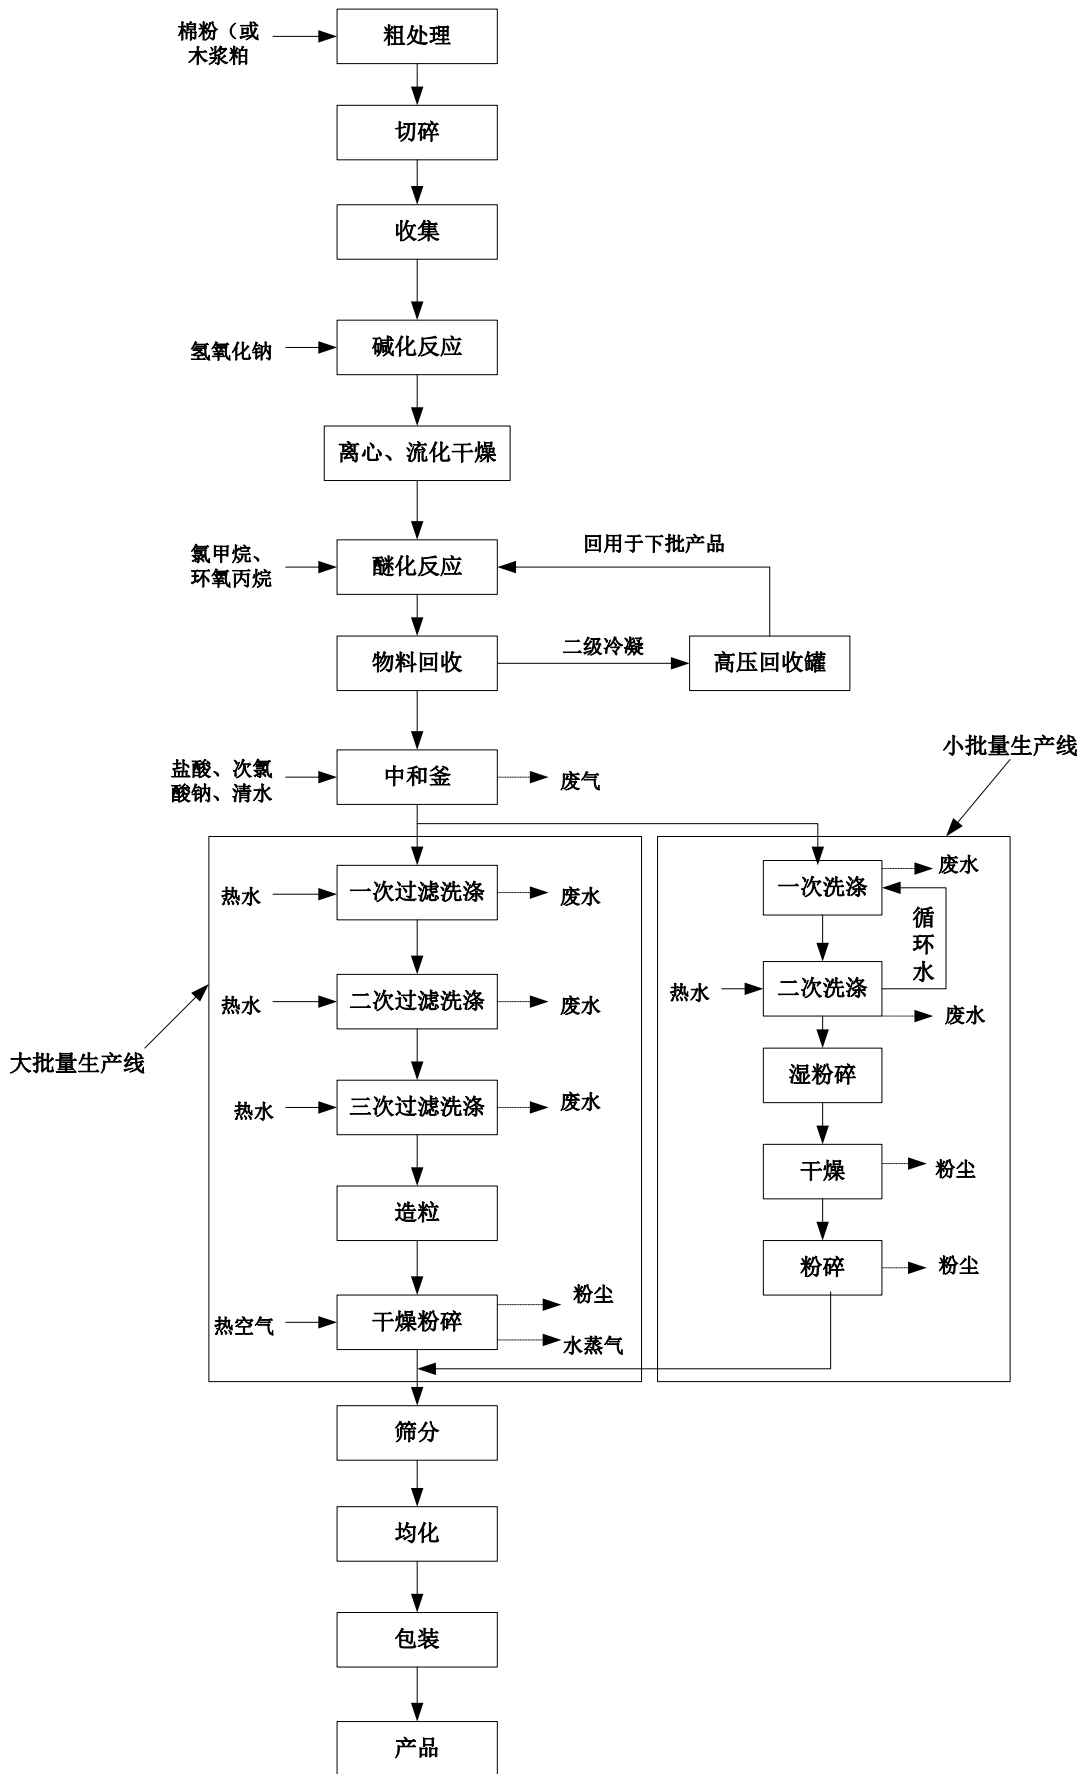 棉粉（或
木浆粕
粗处理
切碎
收集
氢氧化钠
碱化反应
离心、流化干燥
氯甲烷、
环氧丙烷
醚化反应
回用于下批产品
物料回收
二级冷凝
高压回收罐
盐酸、次氯
酸钠、清水
中和釜
废气
小批量生产线
大批量生产线
热水
一次过滤洗涤
废水
热水
二次过滤洗涤
废水
热水
三次过滤洗涤
废水
造粒
热空气
干燥粉碎
粉尘
水蒸气
一次洗涤
废水
循
环
水
热水
二次洗涤
废水
湿粉碎
干燥
粉尘
粉碎
粉尘
筛分
均化
包装
产品